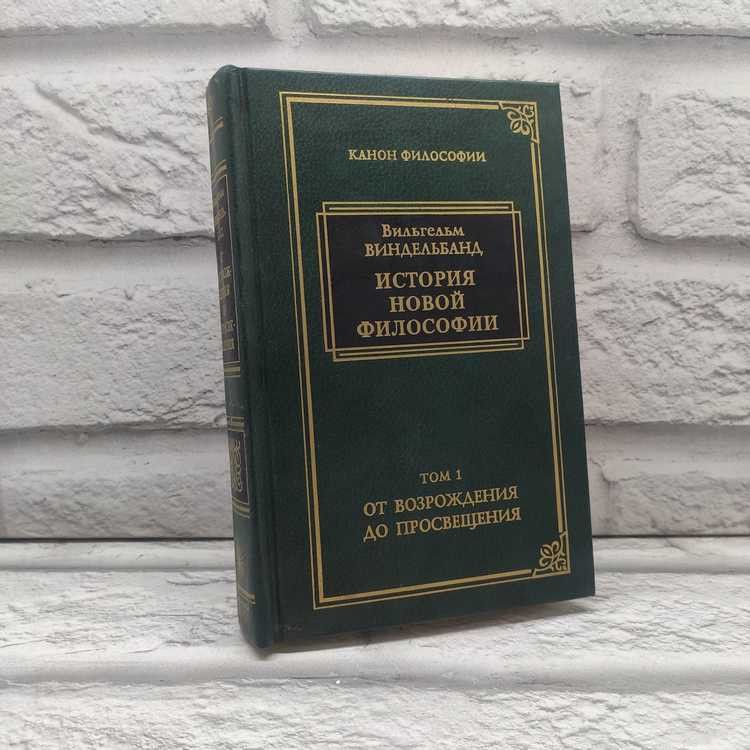 КАНОН ФИЛОСОФИИ
Вильгельм
ВИНДЕЛЬБАНД
ИСТОРИЯ
НОВОЙ
ФИЛОСОФИИ
ТОМ 1
ОТ ВОЗРОЖДЕНИЯ
ДО ПРОСВЕЩЕНИЯ